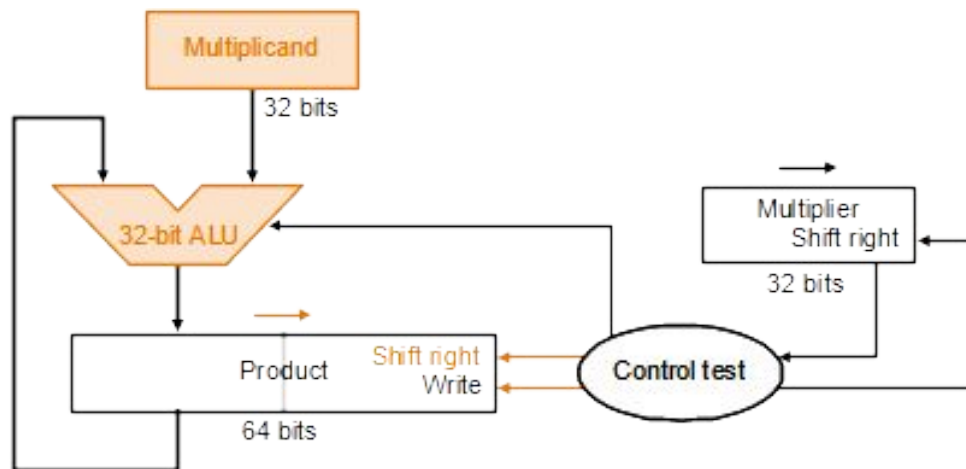 Multiplicand
32 bits
32-bit ALU
Multiplier
Shift right
32 bits
Product
Shift right
Write
64 bits
Control test